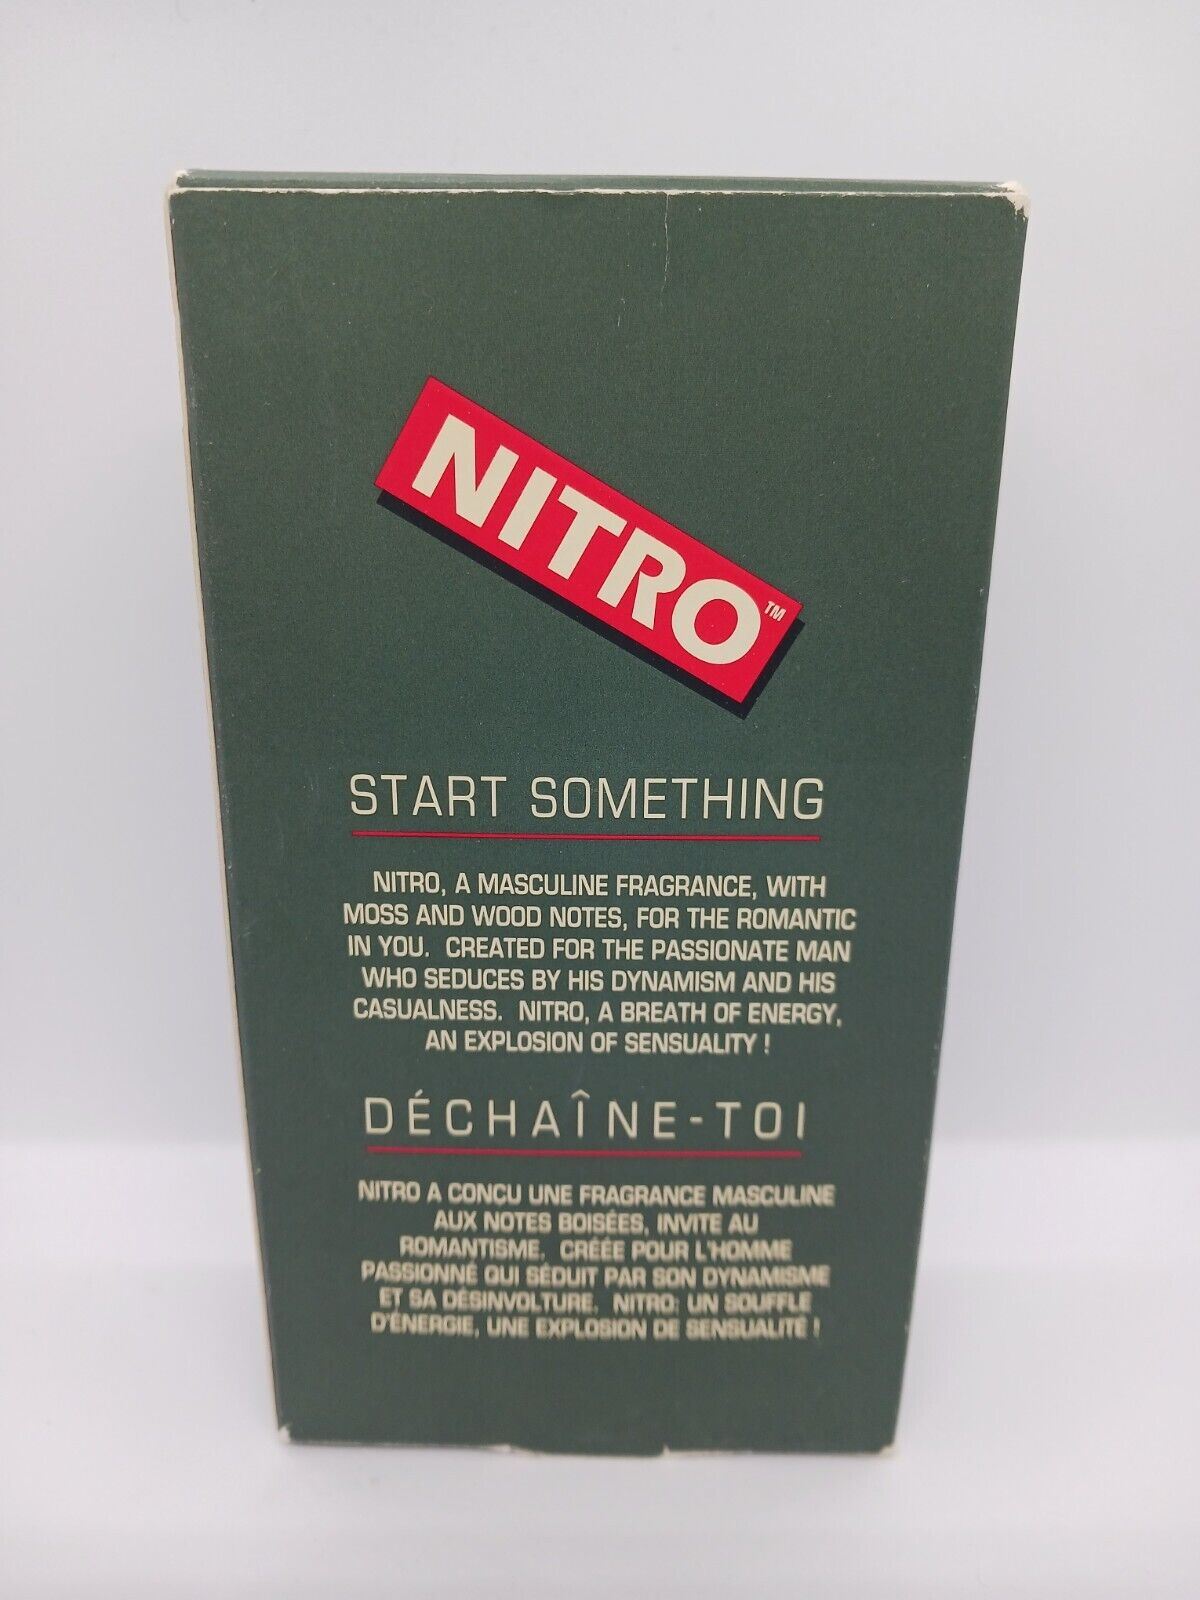 NITRO™
START SOMETHING
NITRO, A MASCULINE FRAGRANCE, WITH
MOSS AND WOOD NOTES, FOR THE ROMANTIC
IN YOU. CREATED FOR THE PASSIONATE MAN
WHO SEDUCES BY HIS DYNAMISM AND HIS
CASUALNESS. NITRO, A BREATH OF ENERGY,
AN EXPLOSION OF SENSUALITY !
DÉCHAÎNE-TOI
NITRO A CONÇU UNE FRAGRANCE MASCULINE
AUX NOTES BOISÉES, INVITE AU
ROMANTISME. CRÉÉE POUR L'HOMME
PASSIONNÉ QUI SÉDUIT PAR SON DYNAMISME
ET SA DÉSINVOLTURE. NITRO: UN SOUFFLE
D'ÉNERGIE, UNE EXPLOSION DE SENSUALITÉ !